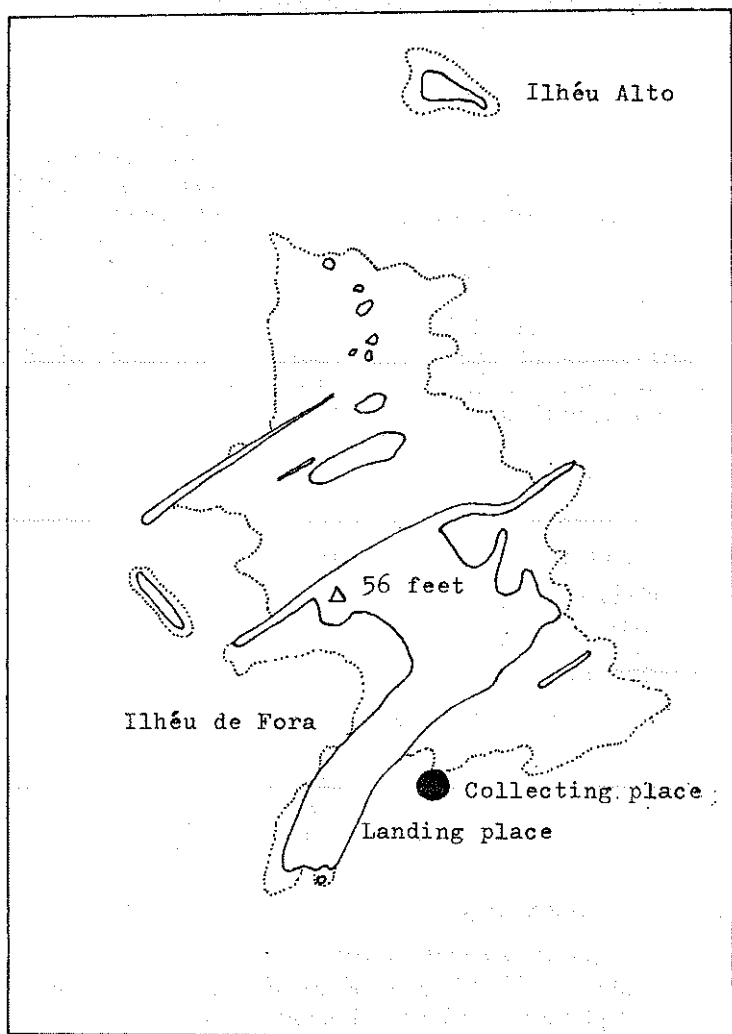 Ilhéu Alto
56 feet
Ilhéu de Fora
Collecting place
Landing place